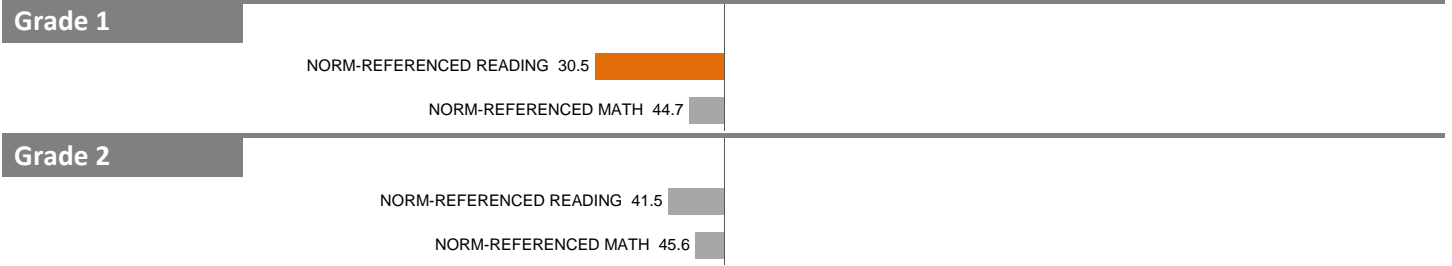 Grade 1
NORM-REFERENCED READING 30.5
NORM-REFERENCED MATH 44.7
Grade 2
NORM-REFERENCED READING 41.5
NORM-REFERENCED MATH 45.6